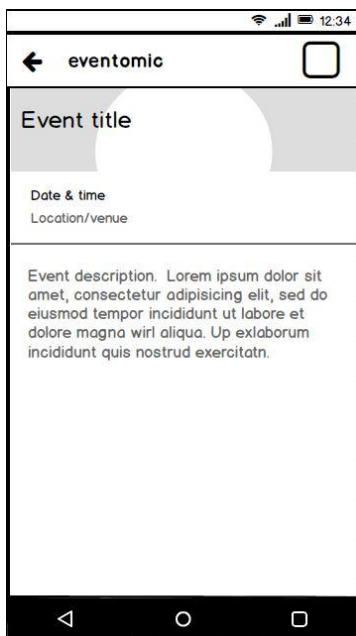 12:34
eventomic
Event title
Date & time
Location/venue
Event description. Lorem ipsum dolor sit
amet, consectetur adipisicing elit, sed do
eiusmod tempor incididunt ut labore et
dolore magna wirl aliqua. Up exlaborum
incididunt quis nostrud exercitatn.